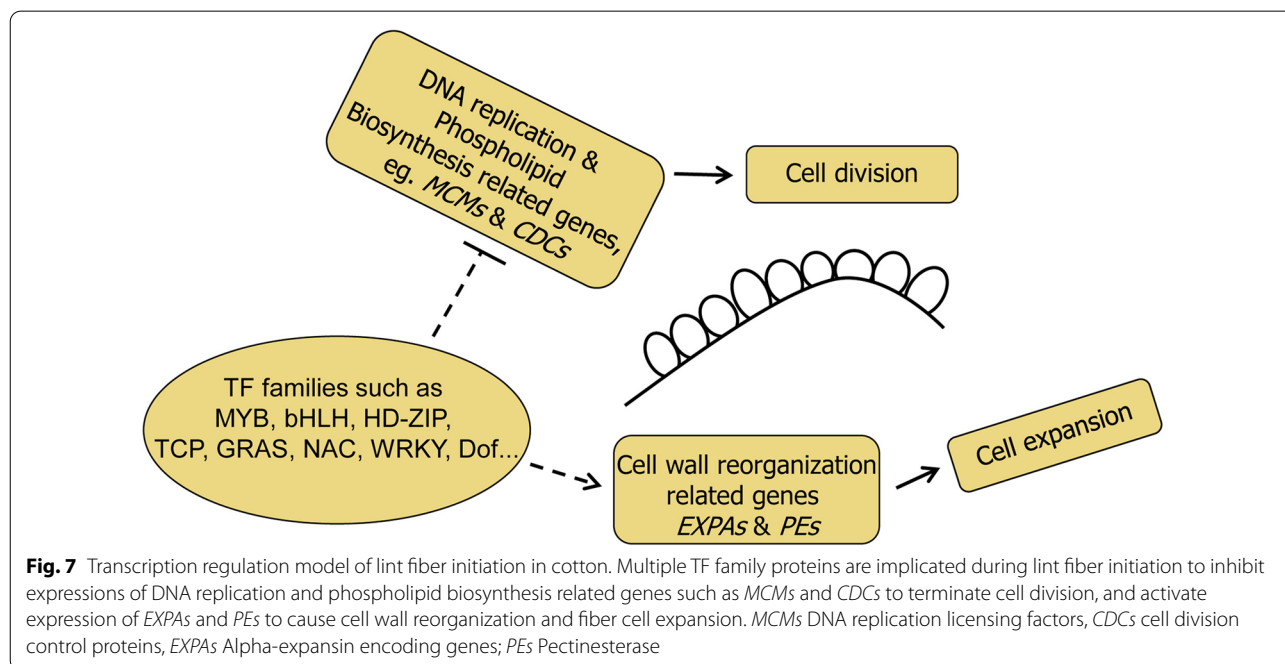 DNA replication &
Phospholipid
Biosynthesis related genes,
eg. MCMs & CDCs
Cell division
TF families such as
MYB, bHLH, HD-ZIP,
TCP, GRAS, NAC, WRKY, Dof...
Cell wall reorganization
related genes
EXPAs & PEs
Cell expansion
Fig. 7 Transcription regulation model of lint fiber initiation in cotton. Multiple TF family proteins are implicated during lint fiber initiation to inhibit
expressions of DNA replication and phospholipid biosynthesis related genes such as MCMs and CDCs to terminate cell division, and activate
expression of EXPAs and PEs to cause cell wall reorganization and fiber cell expansion. MCMs DNA replication licensing factors, CDCs cell division
control proteins, EXPAs Alpha-expansin encoding genes; PEs Pectinesterase